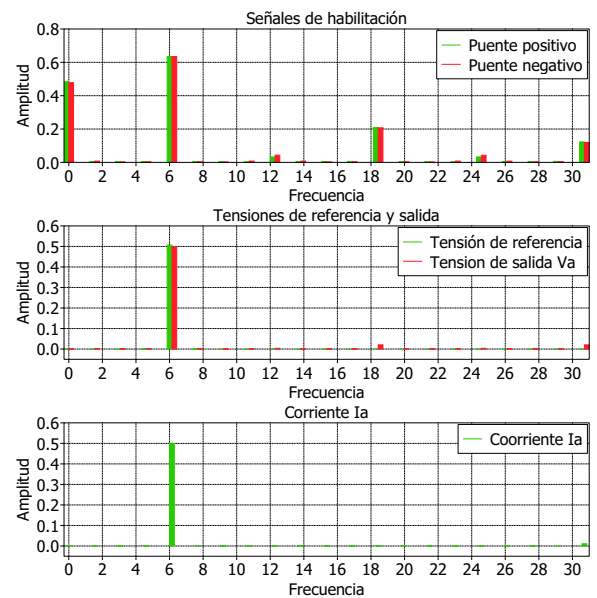 Señales de habilitación
0.8
0.6
0.4
0.2
0.0
Amplitud
Puente positivo
Puente negativo
0 2 4 6 8 10 12 14 16 18 20 22 24 26 28 30
Frecuencia
Tensiones de referencia y salida
0.6
0.5
0.4
0.3
0.2
0.1
0.0
Amplitud
Tensión de referencia
Tension de salida Va
0 2 4 6 8 10 12 14 16 18 20 22 24 26 28 30
Frecuencia
Corriente Ia
0.6
0.5
0.4
0.3
0.2
0.1
0.0
Amplitud
Coorriente Ia
0 2 4 6 8 10 12 14 16 18 20 22 24 26 28 30
Frecuencia